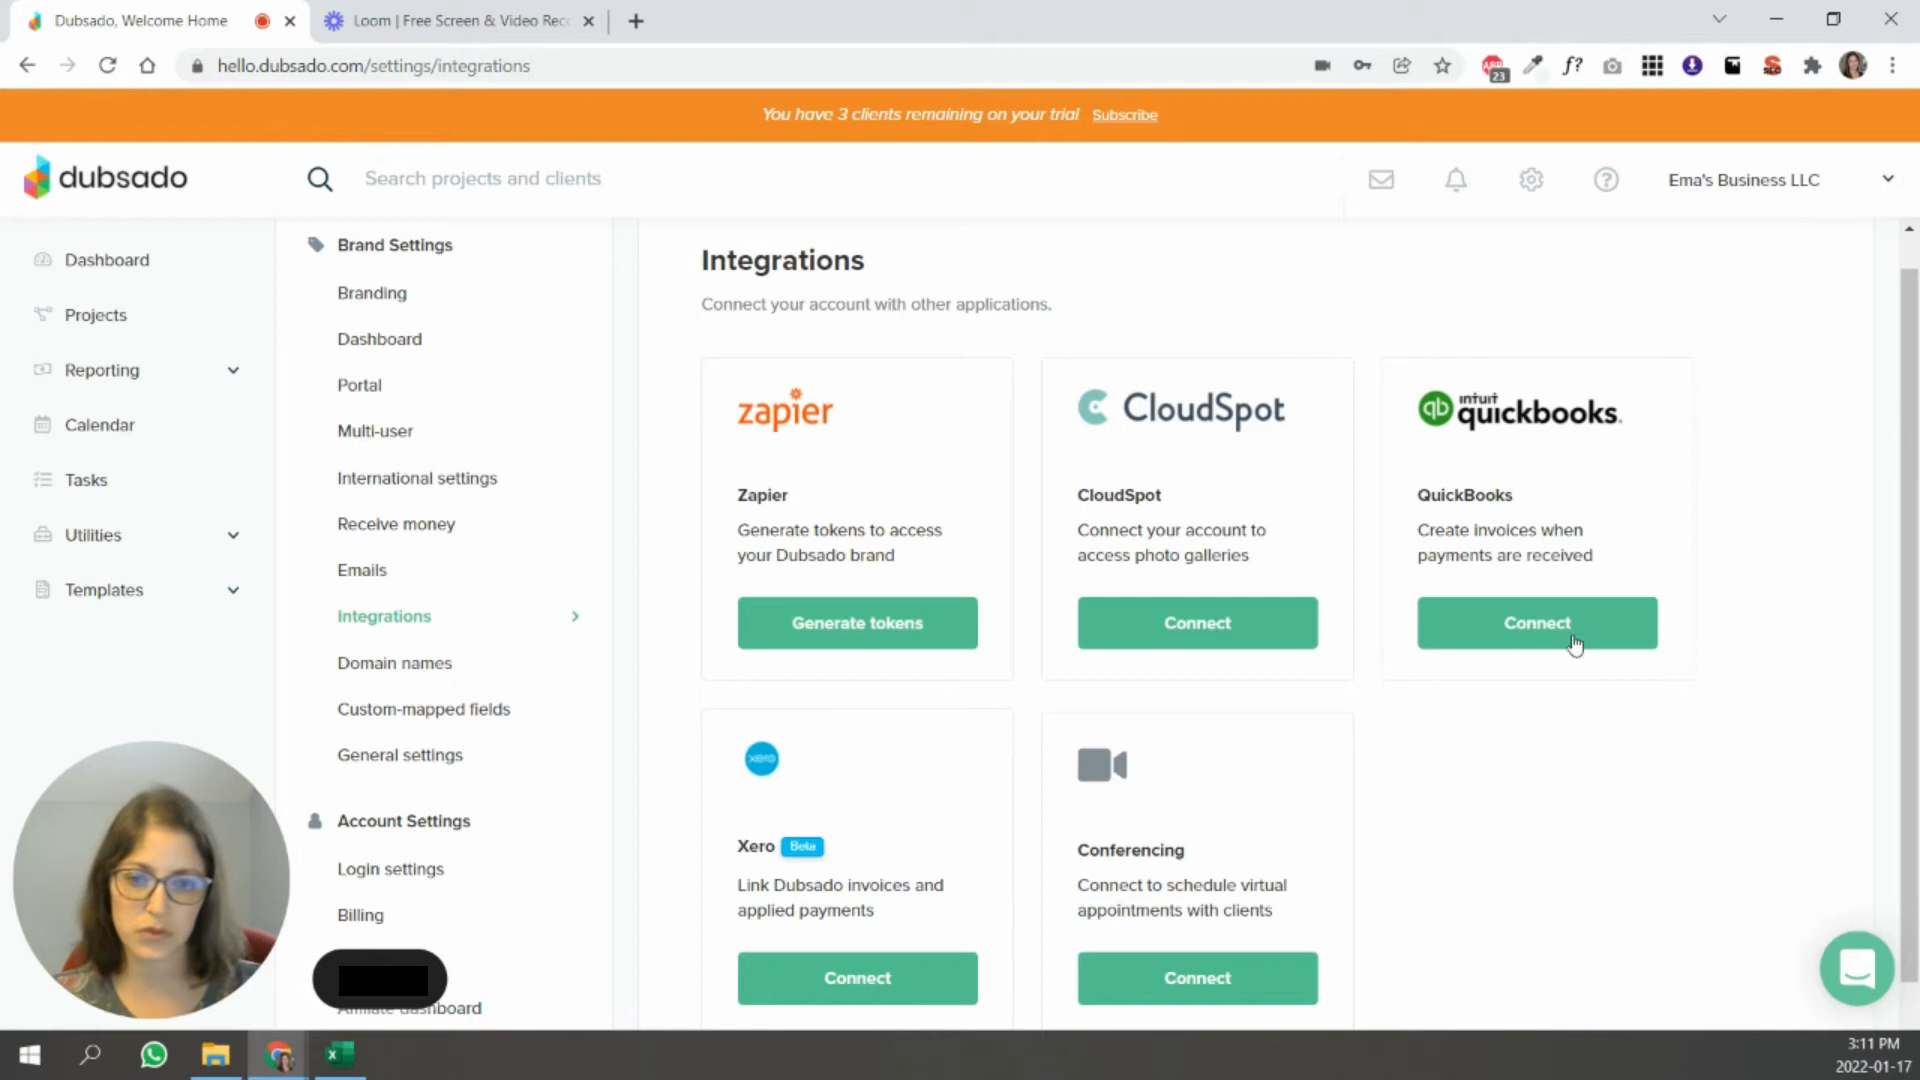 Dubsado, Welcome Home
Loom | Free Screen & Video Rec
hello.dubsado.com/settings/integrations
23
f?
You have 3 clients remaining on your trial Subscribe
dubsado
Search projects and clients
Ema's Business LLC
Dashboard
Projects
Reporting
Calendar
Tasks
Utilities
Templates
Brand Settings
Branding
Dashboard
Portal
Multi-user
International settings
Receive money
Emails
Integrations
Domain names
Custom-mapped fields
General settings
Account Settings
Login settings
Billing
Affiliate dashboard
Integrations
Connect your account with other applications.
zapier
Zapier
Generate tokens to access
your Dubsado brand
Generate tokens
CloudSpot
CloudSpot
Connect your account to
access photo galleries
Connect
qb intuit quickbooks.
QuickBooks
Create invoices when
payments are received
Connect
xero
Xero Beta
Link Dubsado invoices and
applied payments
Connect
Conferencing
Connect to schedule virtual
appointments with clients
Connect
3:11 PM
2022-01-17